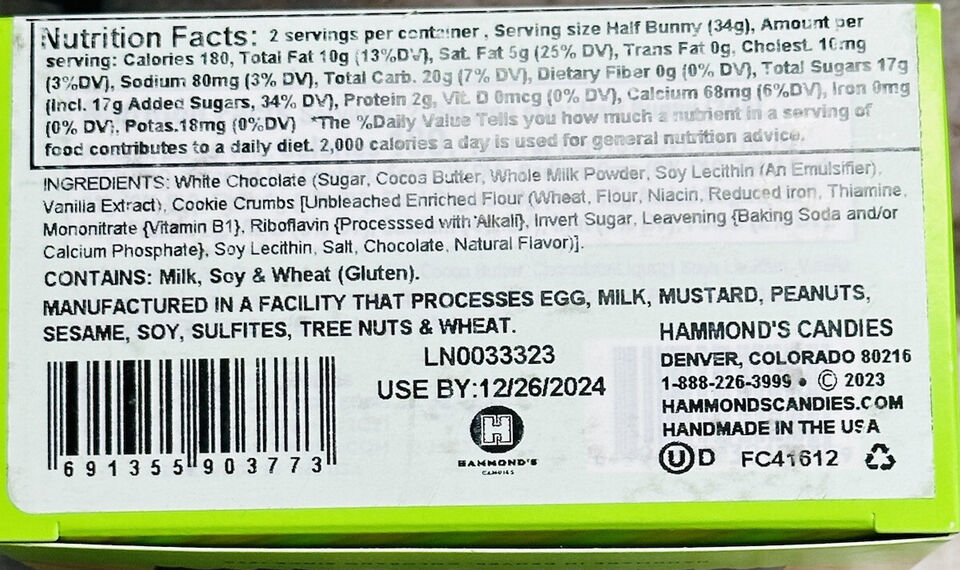 Nutrition Facts: 2 servings per container , Serving size Half Bunny (34g), Amount per
serving: Calories 180, Total Fat 10g (13%DV), Sat. Fat 5g (25% DV), Trans Fat 0g, Cholest. 10mg
(3%DV), Sodium 80mg (3% DV), Total Carb. 20g (7% DV), Dietary Fiber 0g (0% DV), Total Sugars 17g
(Incl. 17g Added Sugars, 34% DV), Protein 2g, Vit. D 0mcg (0% DV), Calcium 68mg (6%DV), Iron 0mg
(0% DV), Potas.18mg (0%DV) *The %Daily Value Tells you how much a nutrient in a serving of
food contributes to a daily diet. 2,000 calories a day is used for general nutrition advice.
INGREDIENTS: White Chocolate (Sugar, Cocoa Butter, Whole Milk Powder, Soy Lecithin (An Emulsifier),
Vanilla Extract), Cookie Crumbs [Unbleached Enriched Flour (Wheat, Flour, Niacin, Reduced iron, Thiamine,
Mononitrate {Vitamin B1}, Riboflavin {Processsed with Alkali}, Invert Sugar, Leavening {Baking Soda and/or
Calcium Phosphate}, Soy Lecithin, Salt, Chocolate, Natural Flavor)].
CONTAINS: Milk, Soy & Wheat (Gluten).
MANUFACTURED IN A FACILITY THAT PROCESSES EGG, MILK, MUSTARD, PEANUTS,
SESAME, SOY, SULFITES, TREE NUTS & WHEAT.
LN0033323
USE BY:12/26/2024
H
HAMMOND'S
CANDIES
691355 903773
HAMMOND'S CANDIES
DENVER, COLORADO 80216
1-888-226-3999 • © 2023
HAMMONDSCANDIES.COM
HANDMADE IN THE USA
Ⓤ D FC41612